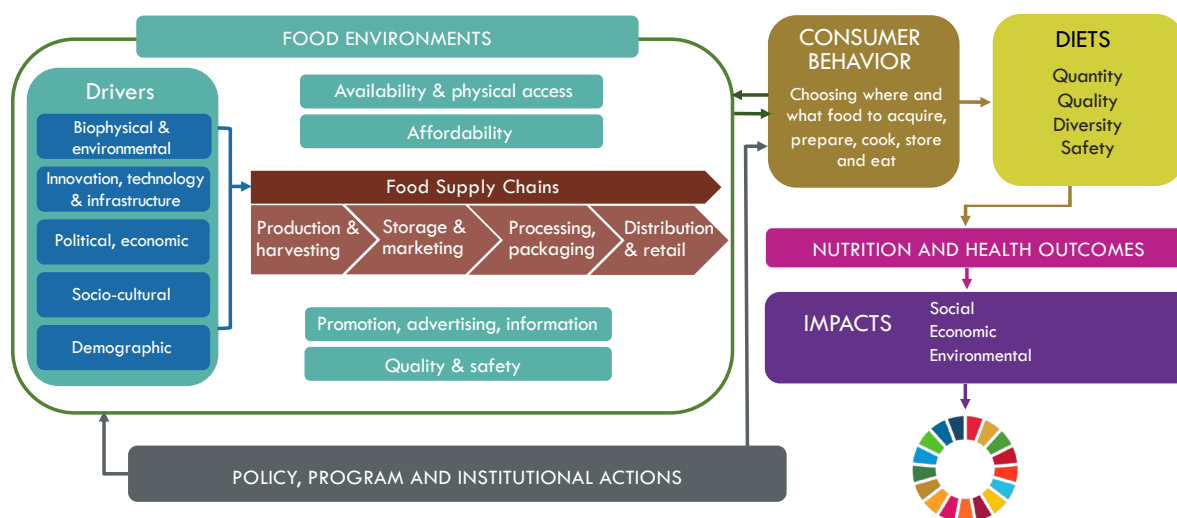 FOOD ENVIRONMENTS
Drivers
Biophysical &
environmental
Innovation, technology
& infrastructure
Political, economic
Socio-cultural
Demographic
Availability & physical access
Affordability
Food Supply Chains
Production &
harvesting
Storage &
marketing
Processing,
packaging
Distribution
& retail
Promotion, advertising, information
Quality & safety
POLICY, PROGRAM AND INSTITUTIONAL ACTIONS
CONSUMER
BEHAVIOR
Choosing where and
what food to acquire,
prepare, cook, store
and eat
DIETS
Quantity
Quality
Diversity
Safety
NUTRITION AND HEALTH OUTCOMES
IMPACTS
Social
Economic
Environmental